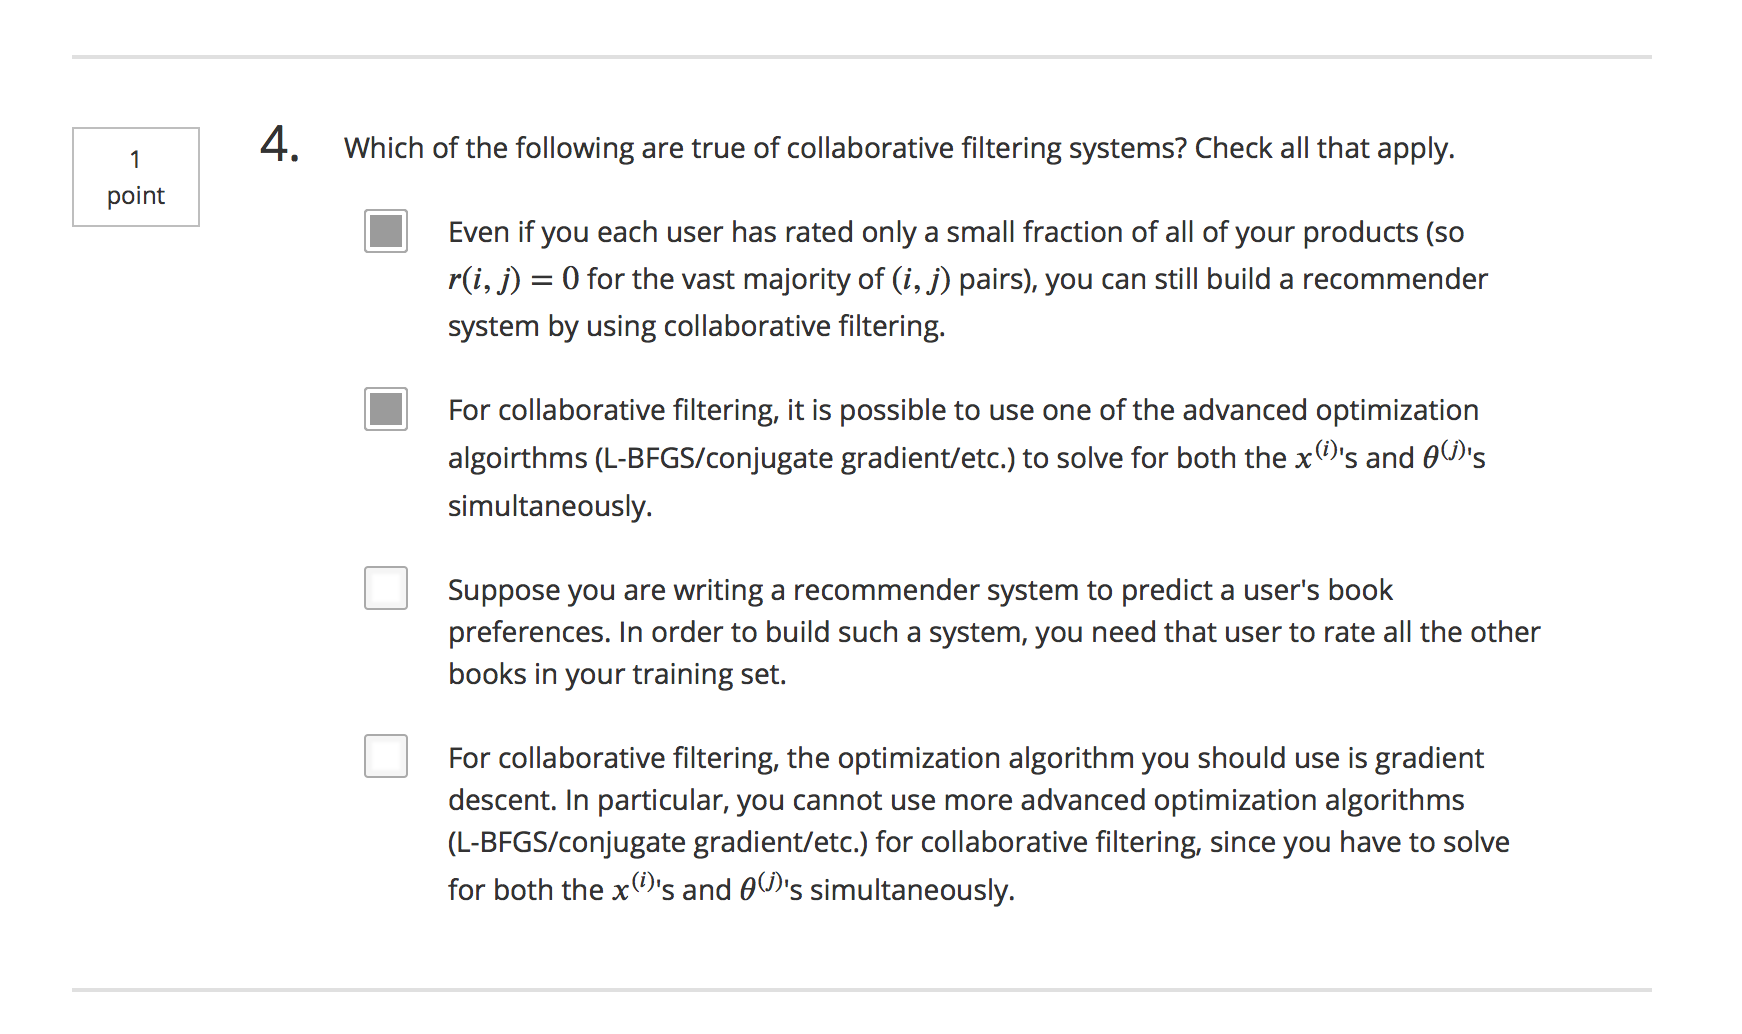 1
point
4. Which of the following are true of collaborative filtering systems? Check all that apply.
Even if you each user has rated only a small fraction of all of your products (so
r(i, j) = 0 for the vast majority of (i, j) pairs), you can still build a recommender
system by using collaborative filtering.
For collaborative filtering, it is possible to use one of the advanced optimization
algoirthms (L-BFGS/conjugate gradient/etc.) to solve for both the x^(i)'s and θ^(j)'s
simultaneously.
Suppose you are writing a recommender system to predict a user's book
preferences. In order to build such a system, you need that user to rate all the other
books in your training set.
For collaborative filtering, the optimization algorithm you should use is gradient
descent. In particular, you cannot use more advanced optimization algorithms
(L-BFGS/conjugate gradient/etc.) for collaborative filtering, since you have to solve
for both the x^(i)'s and θ^(j)'s simultaneously.